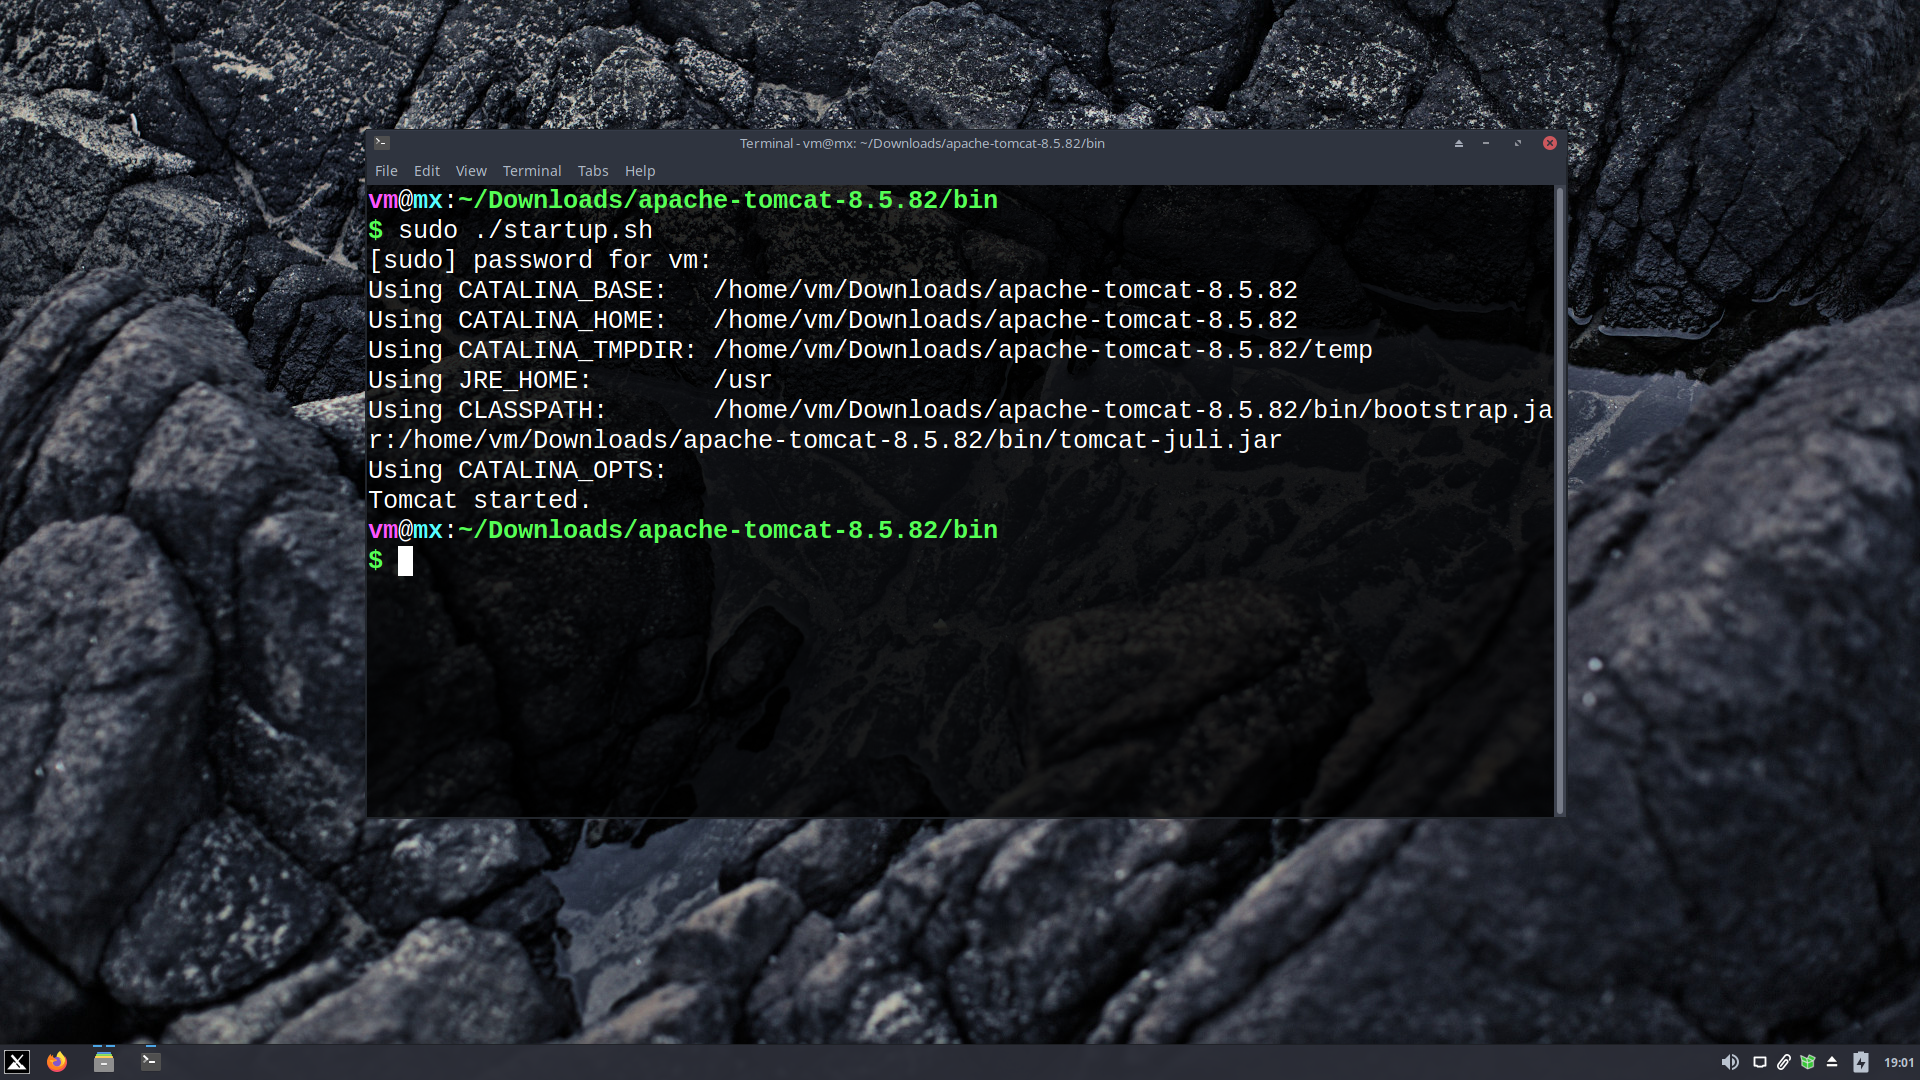 Terminal - vm@mx: ~/Downloads/apache-tomcat-8.5.82/bin
File Edit View Terminal Tabs Help
vm@mx:~/Downloads/apache-tomcat-8.5.82/bin
$ sudo ./startup.sh
[sudo] password for vm:
Using CATALINA_BASE:   /home/vm/Downloads/apache-tomcat-8.5.82
Using CATALINA_HOME:   /home/vm/Downloads/apache-tomcat-8.5.82
Using CATALINA_TMPDIR: /home/vm/Downloads/apache-tomcat-8.5.82/temp
Using JRE_HOME:        /usr
Using CLASSPATH:       /home/vm/Downloads/apache-tomcat-8.5.82/bin/bootstrap.ja
r:/home/vm/Downloads/apache-tomcat-8.5.82/bin/tomcat-juli.jar
Using CATALINA_OPTS:
Tomcat started.
vm@mx:~/Downloads/apache-tomcat-8.5.82/bin
$
19:01